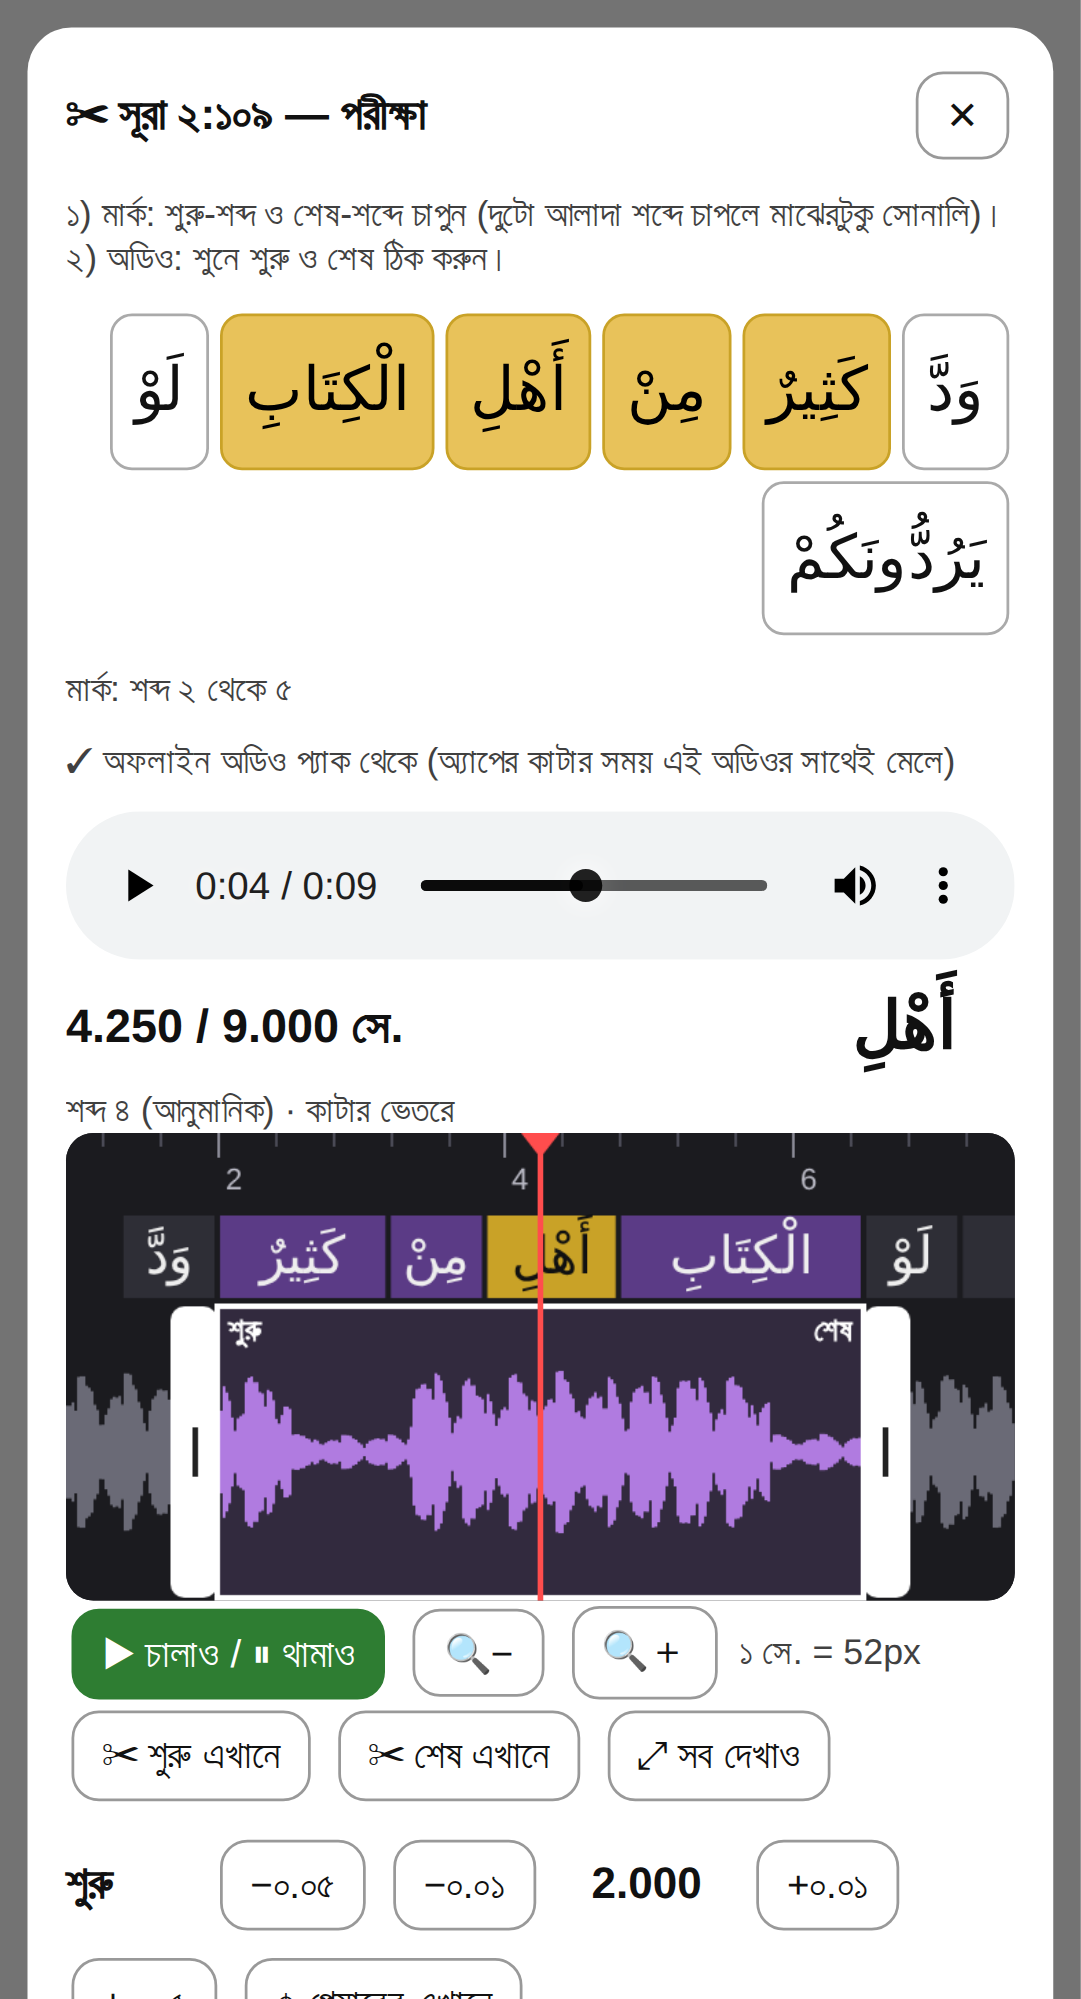 ✂ সূরা ২:১০৯ — পরীক্ষা ✕
১) মার্ক: শুরু-শব্দ ও শেষ-শব্দে চাপুন (দুটো আলাদা শব্দে চাপলে মাঝেরটুকু সোনালি)।
২) অডিও: শুনে শুরু ও শেষ ঠিক করুন।
وَدَّ كَثِيرٌ مِنْ أَهْلِ الْكِتَابِ لَوْ
يَرُدُّونَكُمْ
মার্ক: শব্দ ২ থেকে ৫
✓ অফলাইন অডিও প্যাক থেকে (অ্যাপের কাটার সময় এই অডিওর সাথেই মেলে)
0:04 / 0:09
4.250 / 9.000 সে. أَهْلِ
শব্দ ৪ (আনুমানিক) · কাটার ভেতরে
2 4 6
وَدَّ كَثِيرٌ مِنْ أَهْلِ الْكِتَابِ لَوْ
শুরু শেষ
▶ চালাও / ⏸ থামাও 🔍− 🔍+ ১ সে. = 52px
✂ শুরু এখানে ✂ শেষ এখানে ⤢ সব দেখাও
শুরু −০.০৫ −০.০১ 2.000 +০.০১